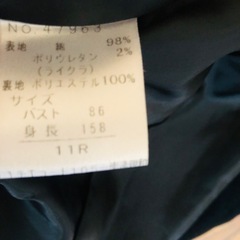 NO.47963
表地 綿 98%
ポリウレタン 2%
(ライクラ)
裏地 ポリエステル100%
サイズ
バスト 86
身長 158
11R